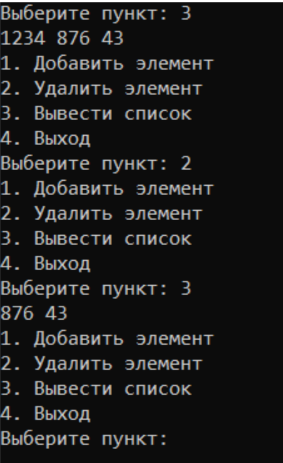 Выберите пункт: 3
1234 876 43
1. Добавить элемент
2. Удалить элемент
3. Вывести список
4. Выход
Выберите пункт: 2
1. Добавить элемент
2. Удалить элемент
3. Вывести список
4. Выход
Выберите пункт: 3
876 43
1. Добавить элемент
2. Удалить элемент
3. Вывести список
4. Выход
Выберите пункт: